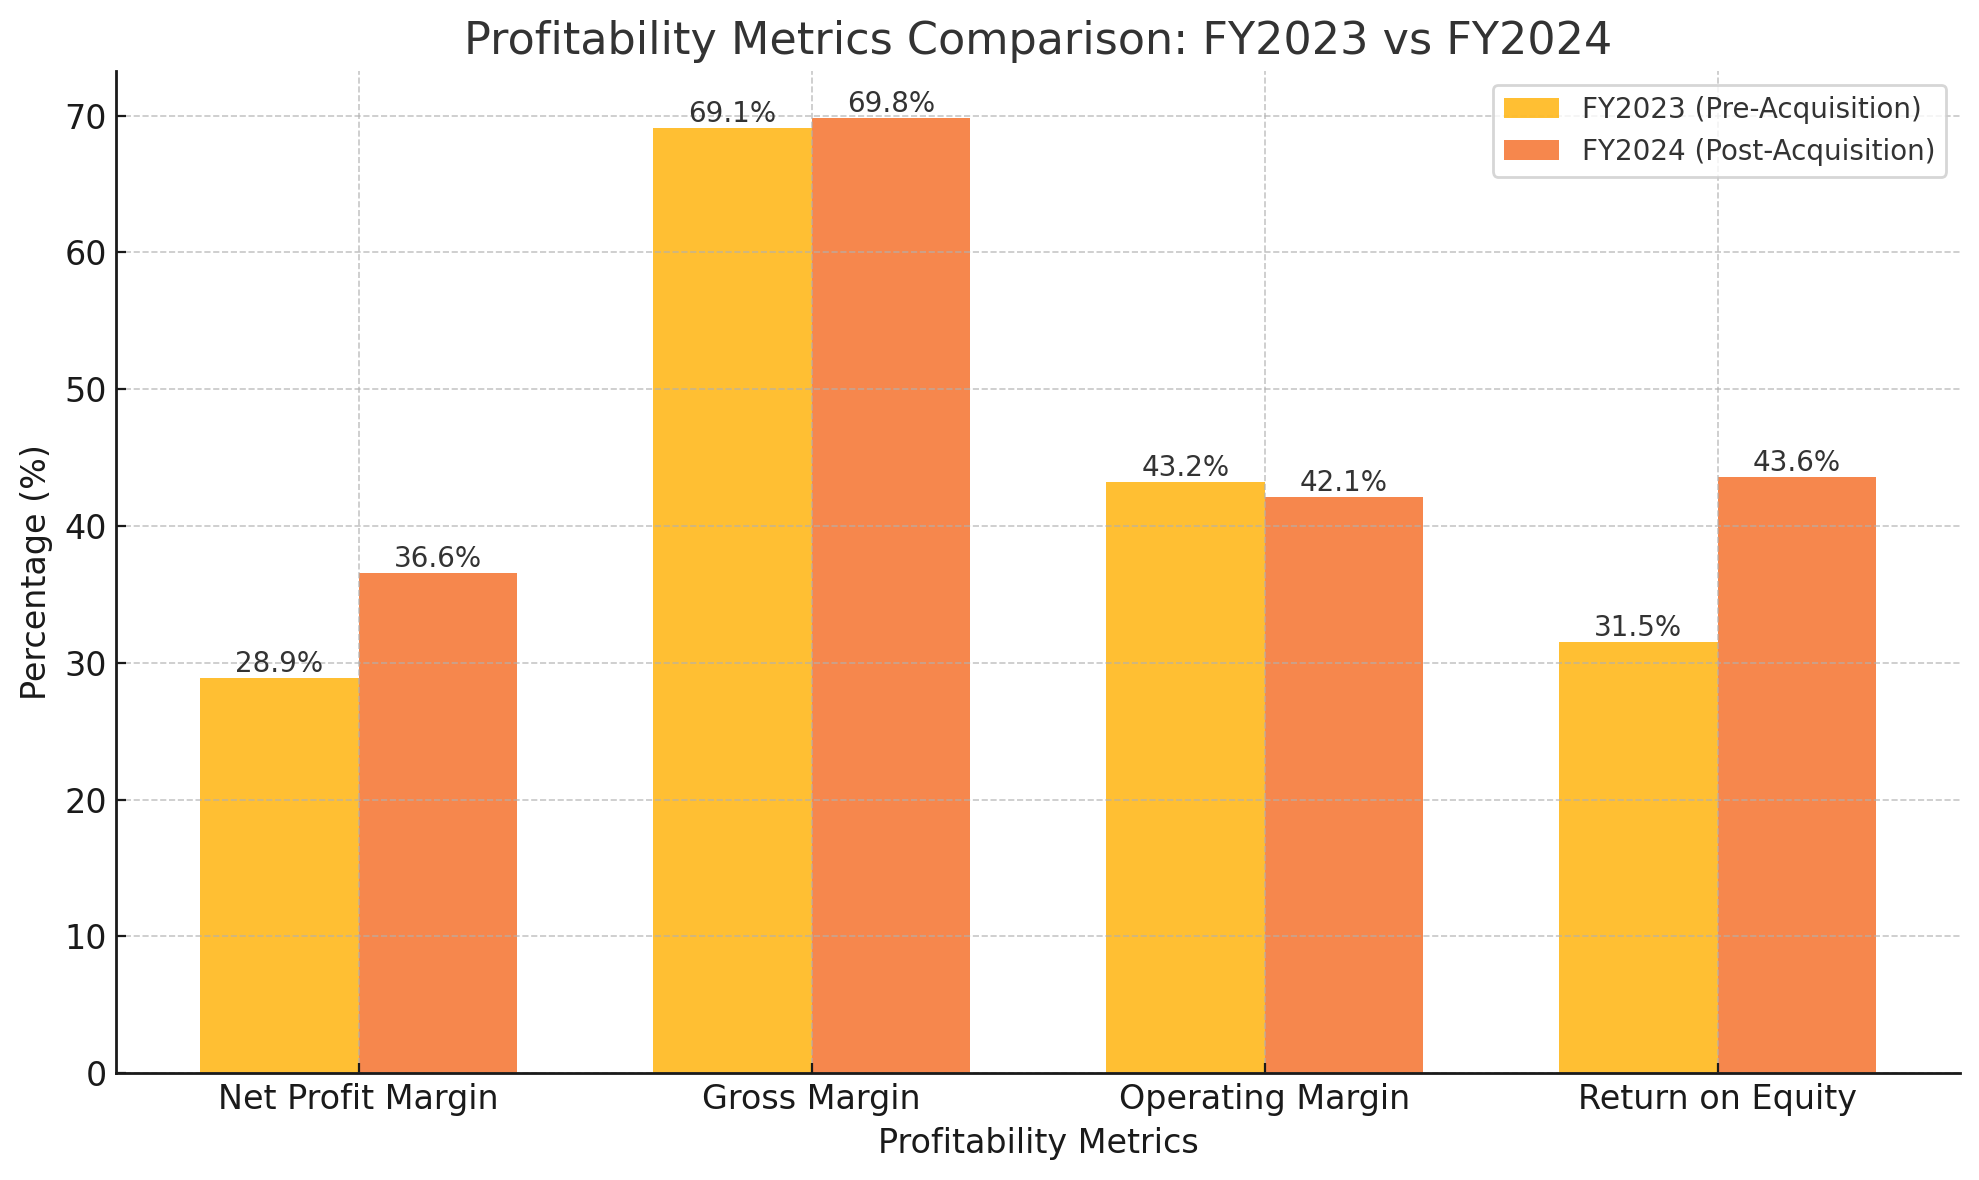 Profitability Metrics Comparison: FY2023 vs FY2024
FY2023 (Pre-Acquisition)
FY2024 (Post-Acquisition)
Percentage (%)
70
60
50
40
30
20
10
0
28.9%
36.6%
69.1%
69.8%
43.2%
42.1%
31.5%
43.6%
Net Profit Margin
Gross Margin
Operating Margin
Return on Equity
Profitability Metrics